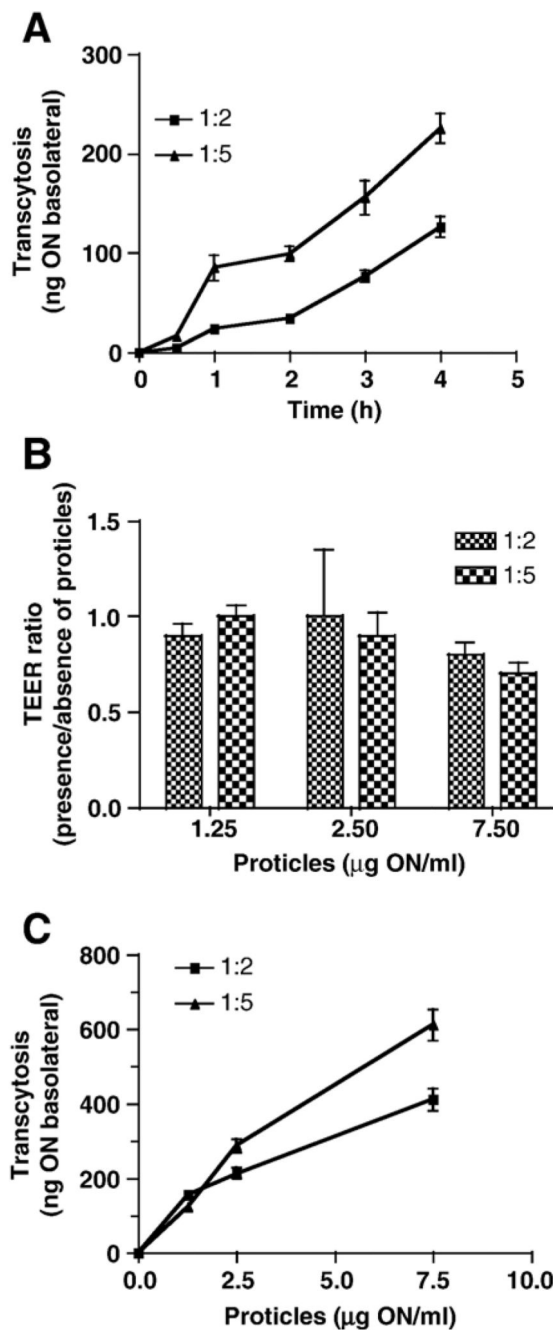 A
Transcytosis
(ng ON basolateral)
300
200
100
0
1:2
1:5
0 1 2 3 4 5
Time (h)
B
TEER ratio
(presence/absence of proticles)
1.5
1.0
0.5
0.0
1:2
1:5
1.25 2.50 7.50
Proticles (µg ON/ml)
C
Transcytosis
(ng ON basolateral)
800
600
400
200
0
1:2
1:5
0.0 2.5 5.0 7.5 10.0
Proticles (µg ON/ml)